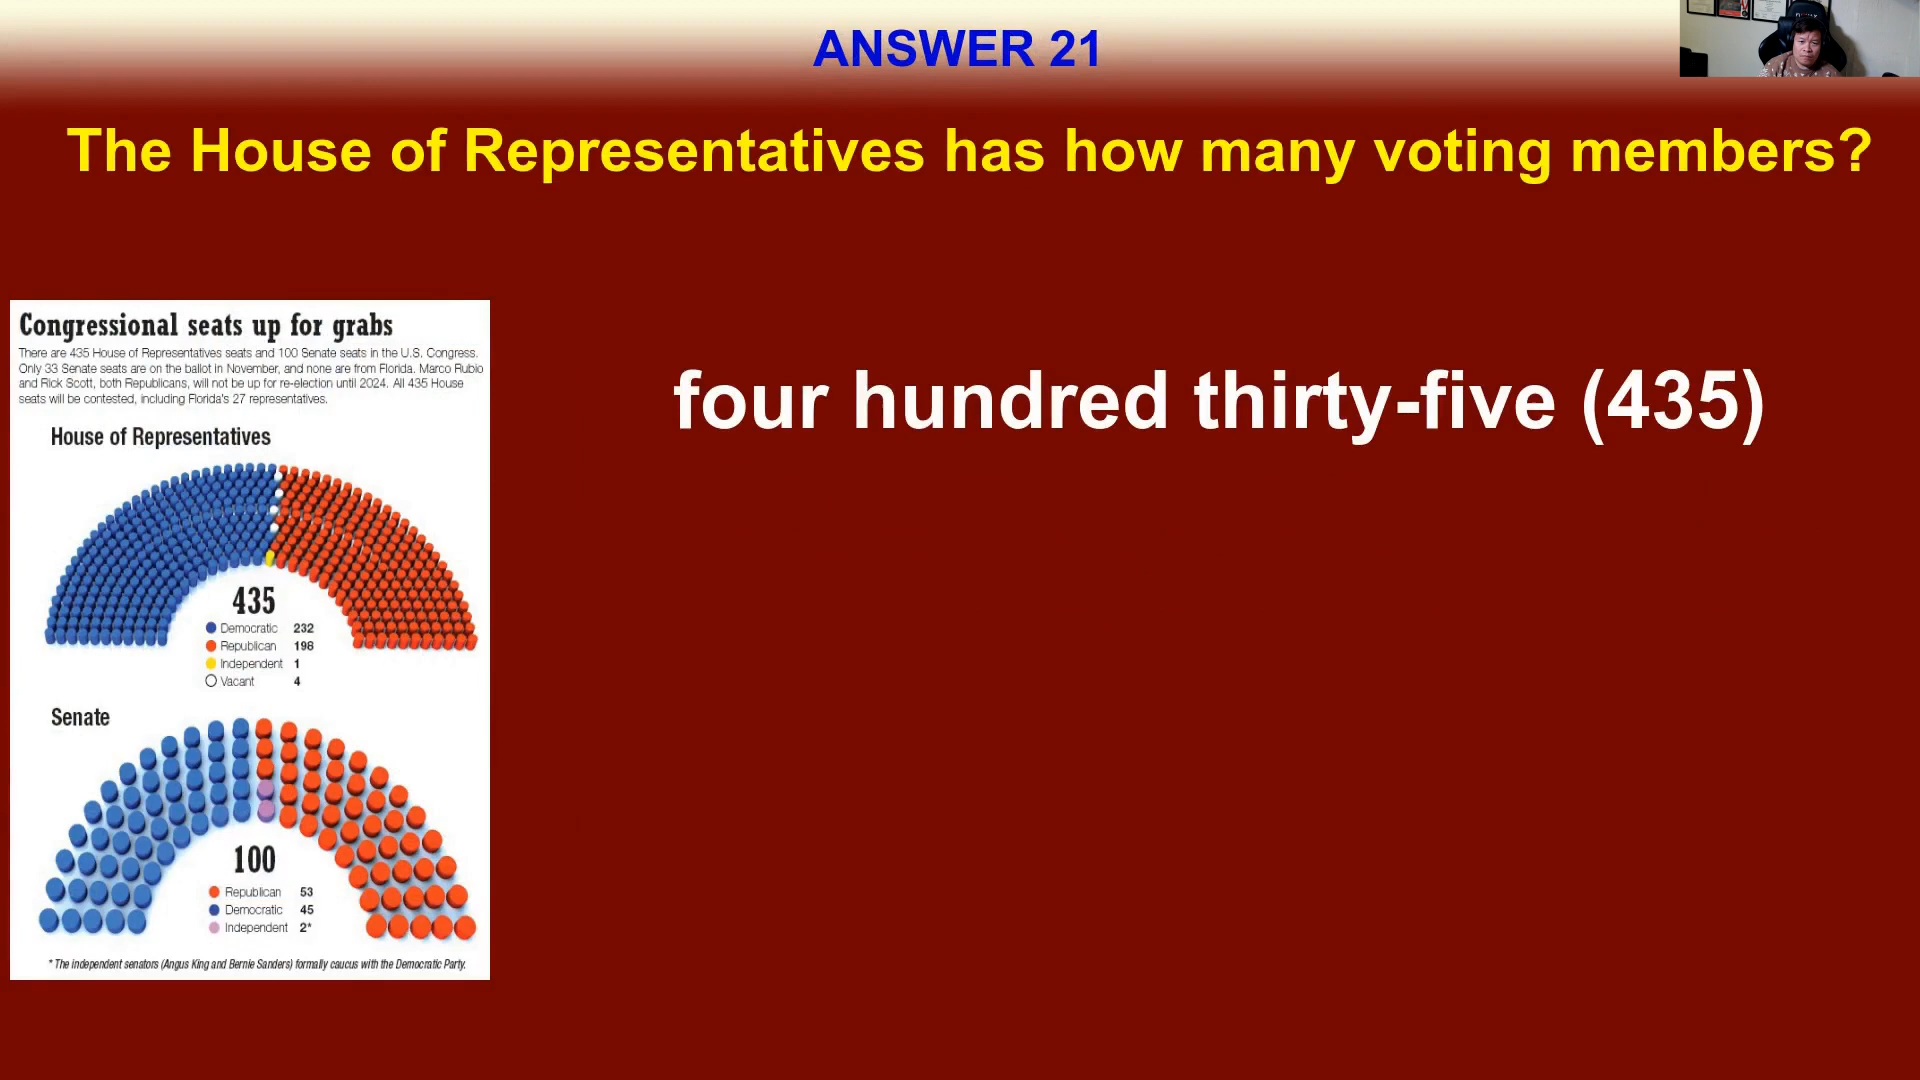 ANSWER 21
The House of Representatives has how many voting members?
four hundred thirty-five (435)
Congressional seats up for grabs
There are 435 House of Representatives seats and 100 Senate seats in the U.S. Congress.
Only 33 Senate seats are on the ballot in November, and none are from Florida. Marco Rubio
and Rick Scott, both Republicans, will not be up for re-election until 2024. All 435 House
seats will be contested, including Florida's 27 representatives.
House of Representatives
435
Democratic 232
Republican 198
Independent 1
Vacant 4
Senate
100
Republican 53
Democratic 45
Independent 2*
* The independent senators (Angus King and Bernie Sanders) formally caucus with the Democratic Party.